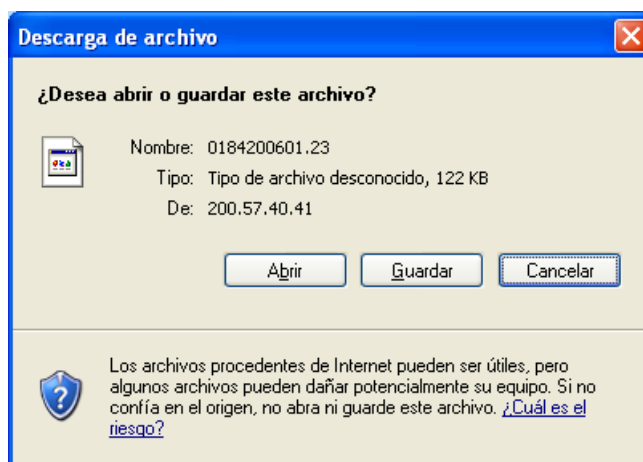 Descarga de archivo
¿Desea abrir o guardar este archivo?
Nombre: 0184200601.23
Tipo: Tipo de archivo desconocido, 122 KB
De: 200.57.40.41
Abrir Guardar Cancelar
Los archivos procedentes de Internet pueden ser útiles, pero
algunos archivos pueden dañar potencialmente su equipo. Si no
confía en el origen, no abra ni guarde este archivo. ¿Cuál es el
riesgo?